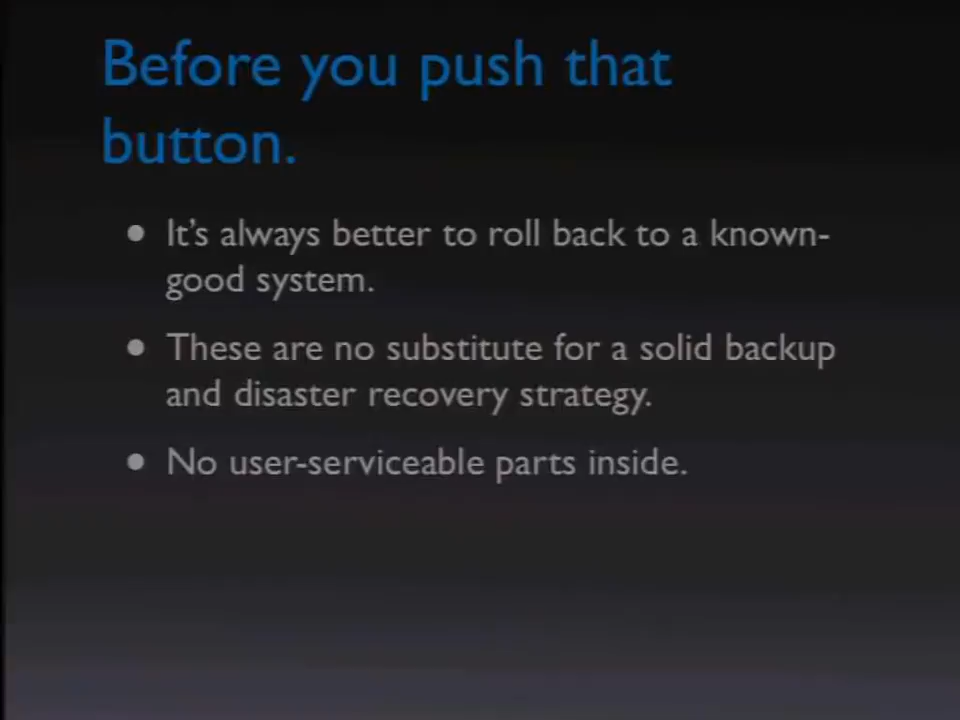 Before you push that
button.
• It's always better to roll back to a known-
good system.
• These are no substitute for a solid backup
and disaster recovery strategy.
• No user-serviceable parts inside.